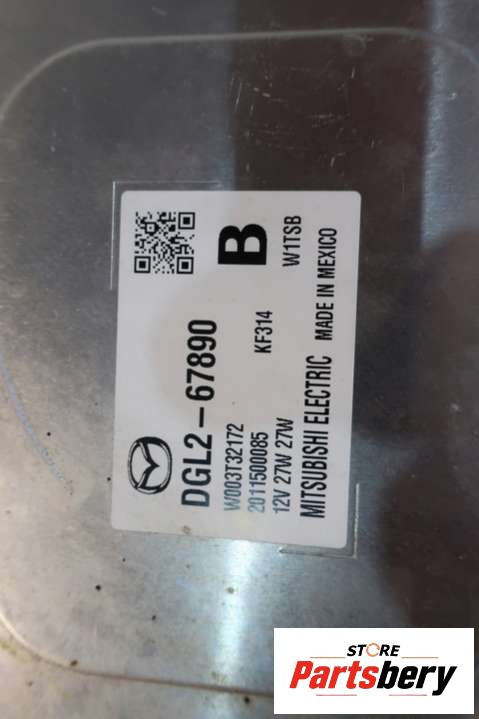 DGL2-67890
B
W003T32172
KF314
W1TSB
2011500085
12V 27W 27W
MITSUBISHI ELECTRIC MADE IN MEXICO
STORE
Partsbery